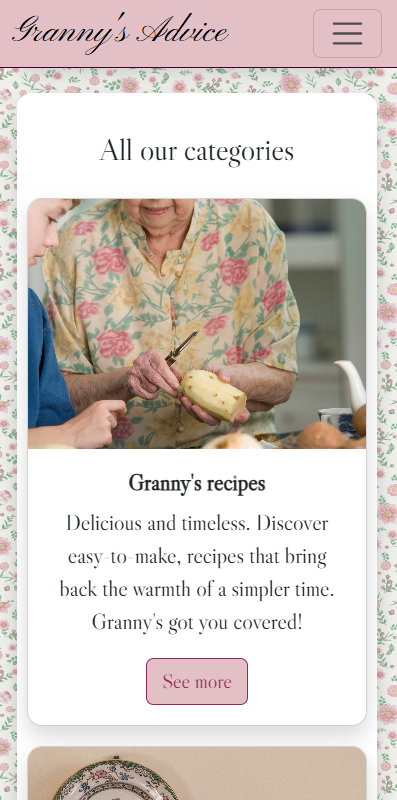 Granny's Advice
All our categories
Granny's recipes
Delicious and timeless. Discover
easy-to-make, recipes that bring
back the warmth of a simpler time.
Granny's got you covered!
See more